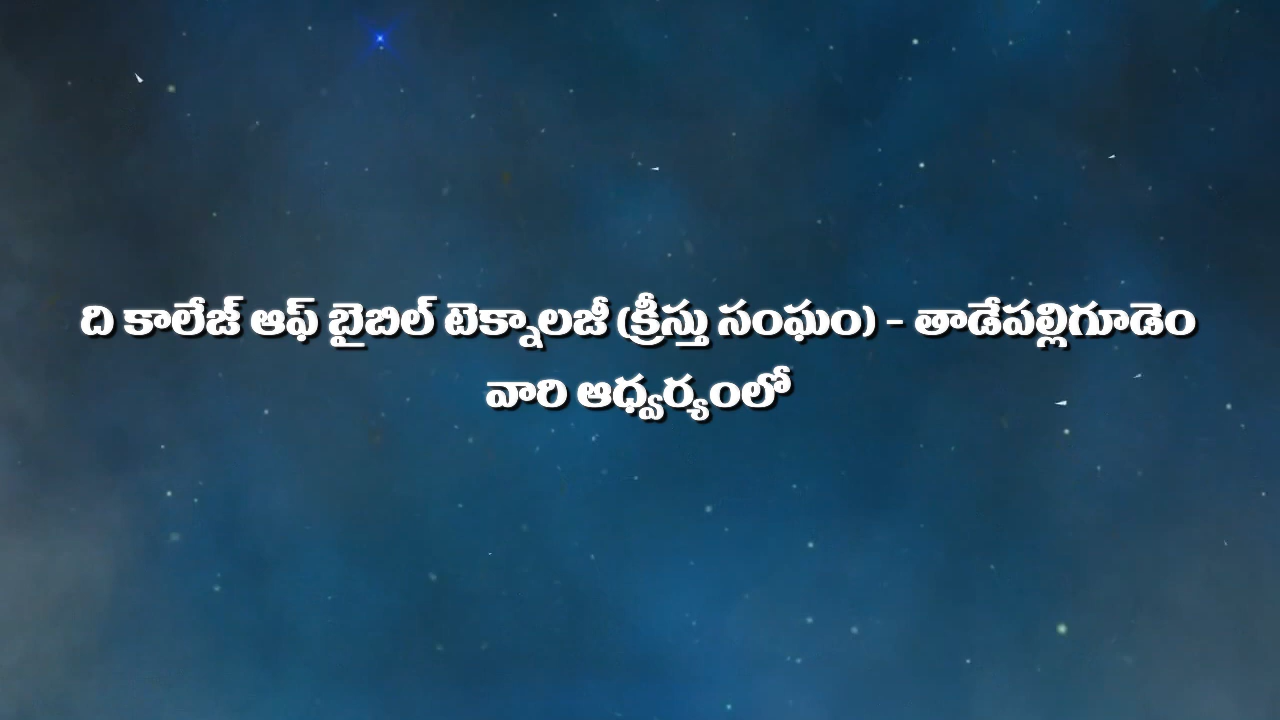 ది కాలేజ్ ఆఫ్ బైబిల్ టెక్నాలజీ (క్రీస్తు సంఘం) - తాడేపల్లిగూడెం
వారి ఆధ్వర్యంలో